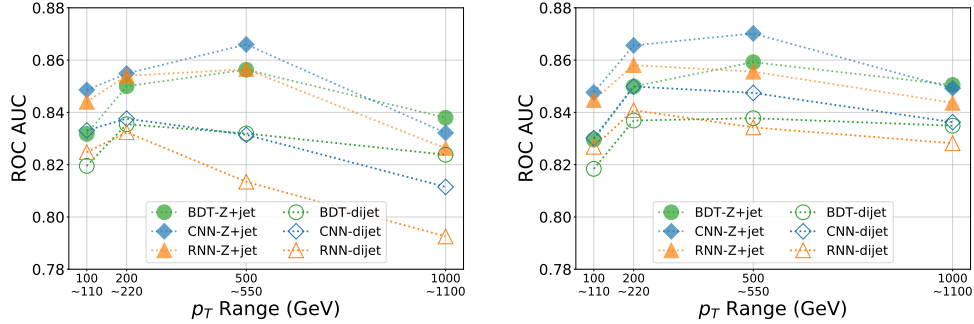 0.88
0.86
0.84
0.82
0.80
0.78
ROC AUC
BDT-Z+jet
CNN-Z+jet
RNN-Z+jet
BDT-dijet
CNN-dijet
RNN-dijet
100
~110
200
~220
500
~550
1000
~1100
pT Range (GeV)
0.88
0.86
0.84
0.82
0.80
0.78
ROC AUC
BDT-Z+jet
CNN-Z+jet
RNN-Z+jet
BDT-dijet
CNN-dijet
RNN-dijet
100
~110
200
~220
500
~550
1000
~1100
pT Range (GeV)